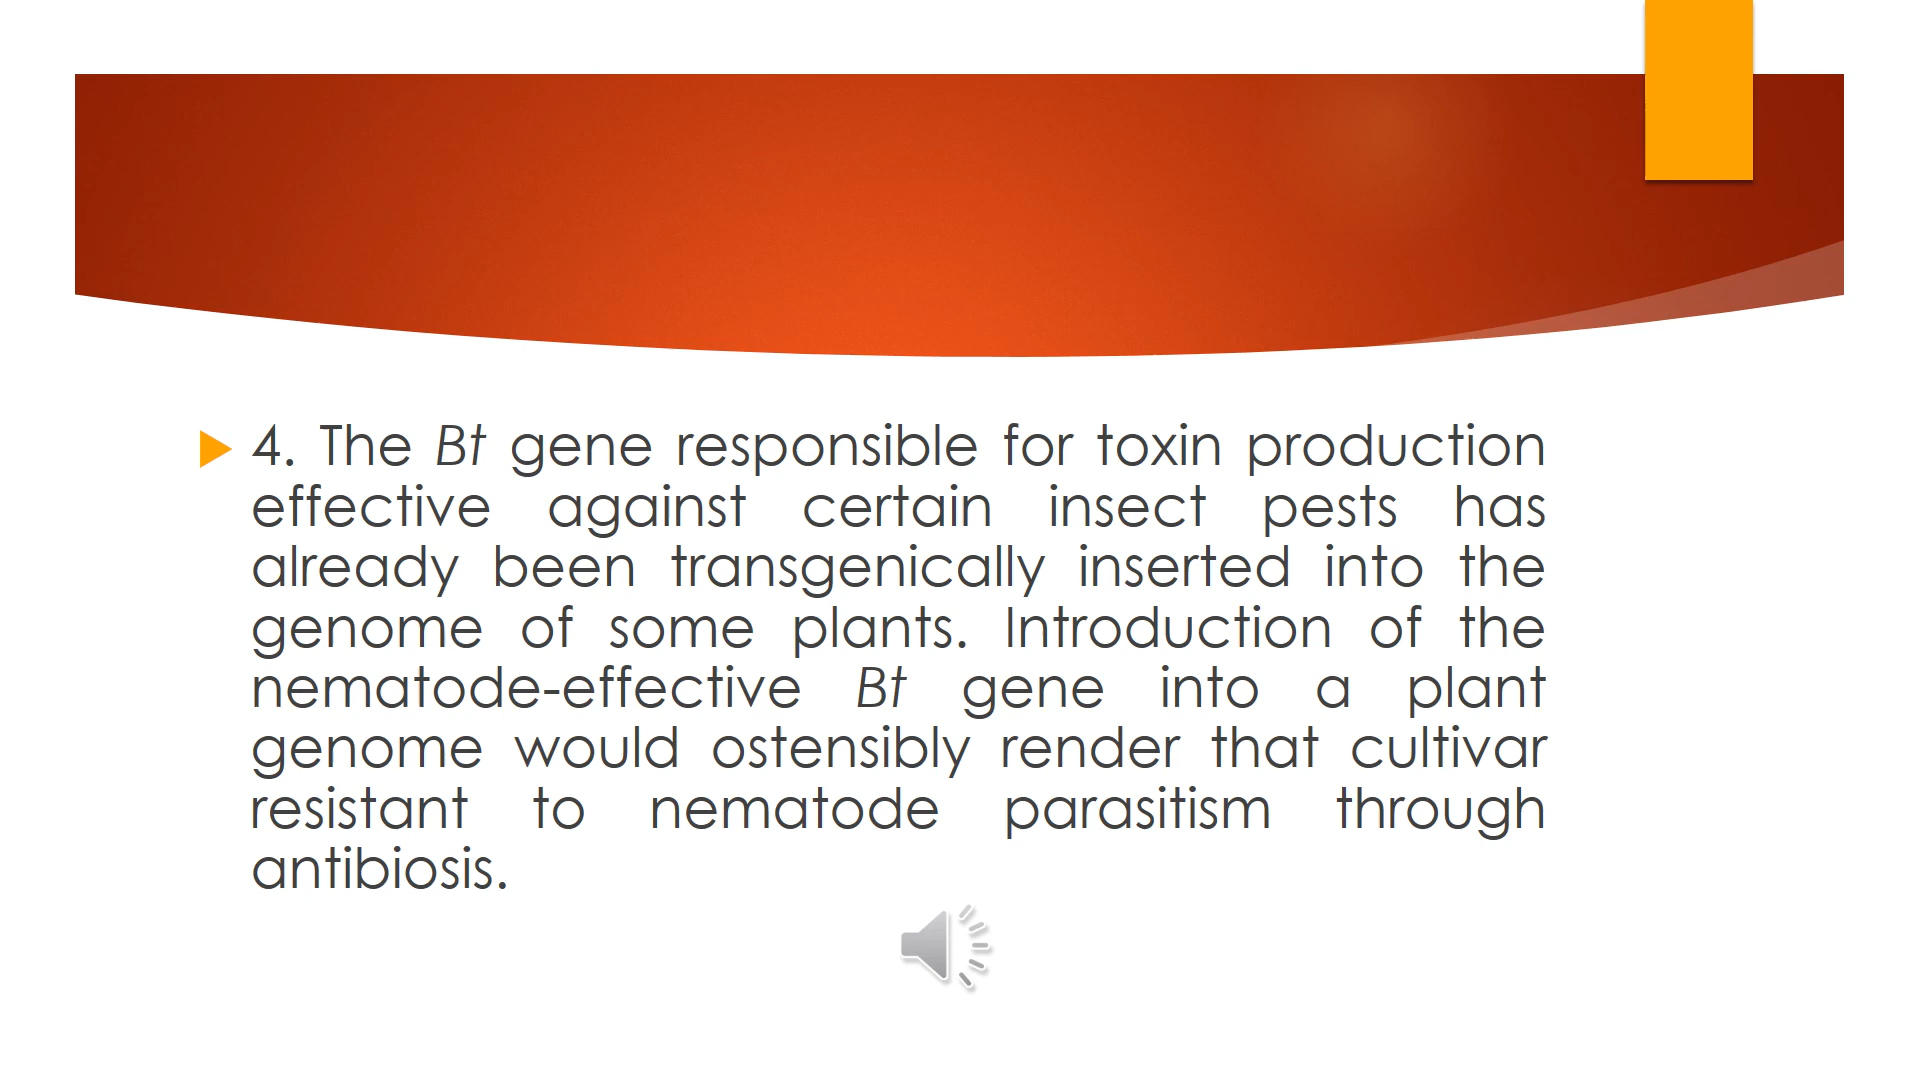 4. The Bt gene responsible for toxin production
effective against certain insect pests has
already been transgenically inserted into the
genome of some plants. Introduction of the
nematode-effective Bt gene into a plant
genome would ostensibly render that cultivar
resistant to nematode parasitism through
antibiosis.